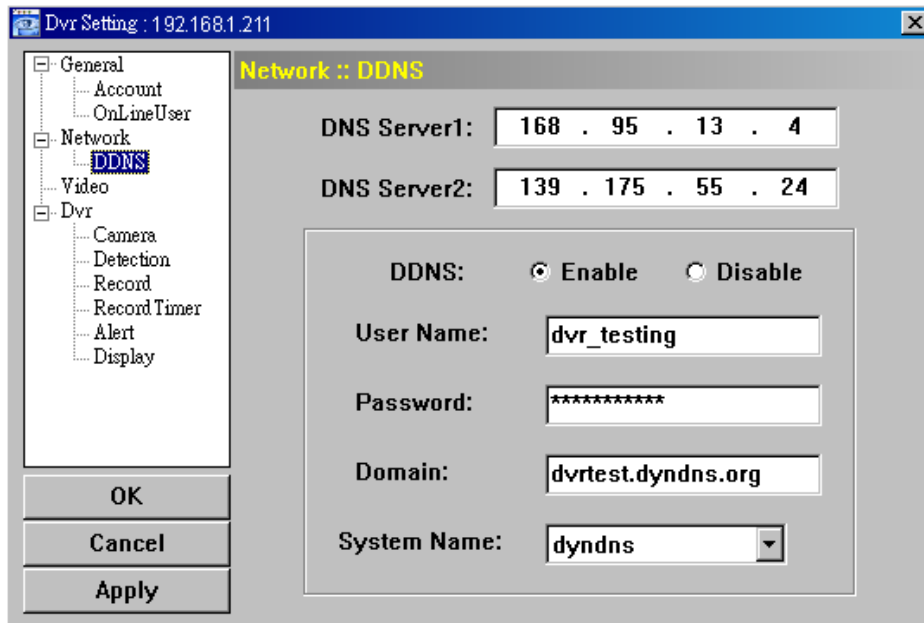 Dvr Setting : 192.168.1.211
General
Account
OnLineUser
Network
DDNS
Video
Dvr
Camera
Detection
Record
Record Timer
Alert
Display
OK
Cancel
Apply
Network :: DDNS
DNS Server1: 168 . 95 . 13 . 4
DNS Server2: 139 . 175 . 55 . 24
DDNS: Enable Disable
User Name: dvr_testing
Password: ***********
Domain: dvrtest.dyndns.org
System Name: dyndns